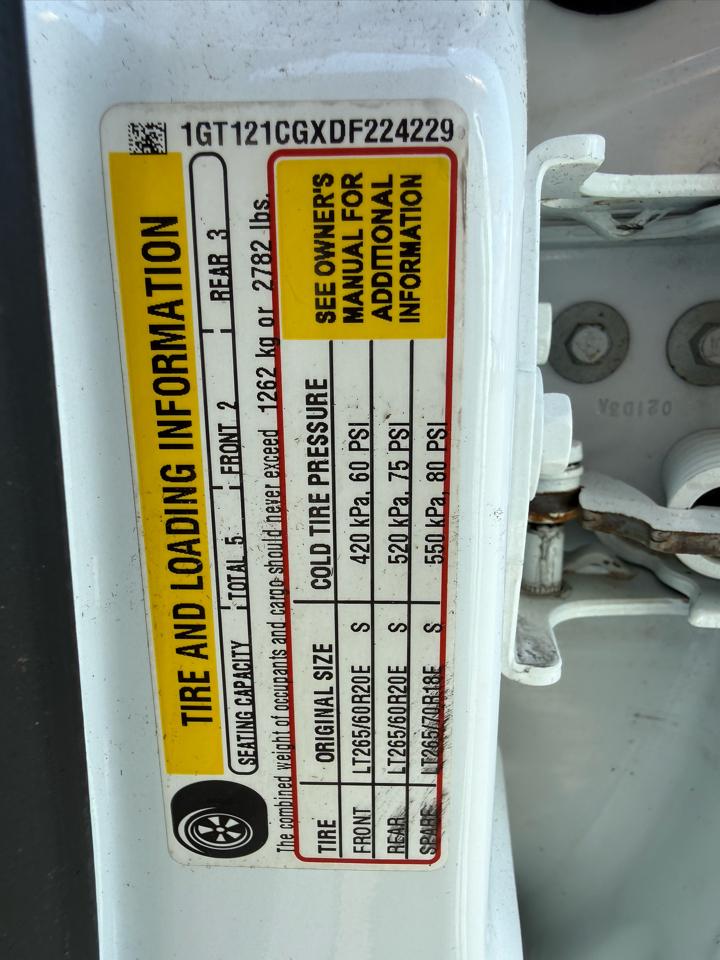 1GT121CGXDF224229
TIRE AND LOADING INFORMATION
SEATING CAPACITY TOTAL 5 FRONT 2 REAR 3
The combined weight of occupants and cargo should never exceed 1262 kg or 2782 lbs.
TIRE ORIGINAL SIZE COLD TIRE PRESSURE
FRONT LT265/60R20E S 420 kPa, 60 PSI
REAR LT265/60R20E S 520 kPa, 75 PSI
SPARE LT265/70R18E S 550 kPa, 80 PSI
SEE OWNER'S
MANUAL FOR
ADDITIONAL
INFORMATION